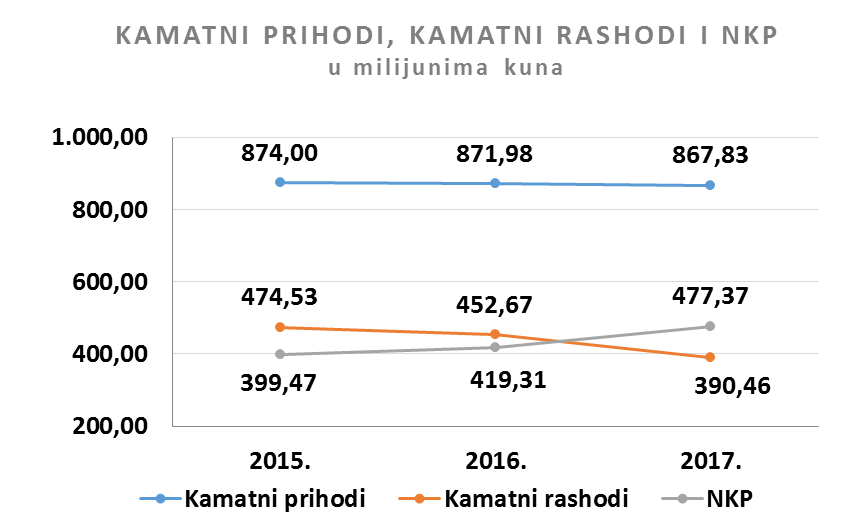 KAMATNI PRIHODI, KAMATNI RASHODI I NKP
u milijunima kuna
1.000,00
800,00
600,00
400,00
200,00
874,00 871,98 867,83
474,53 452,67 477,37
399,47 419,31 390,46
2015. 2016. 2017.
Kamatni prihodi Kamatni rashodi NKP